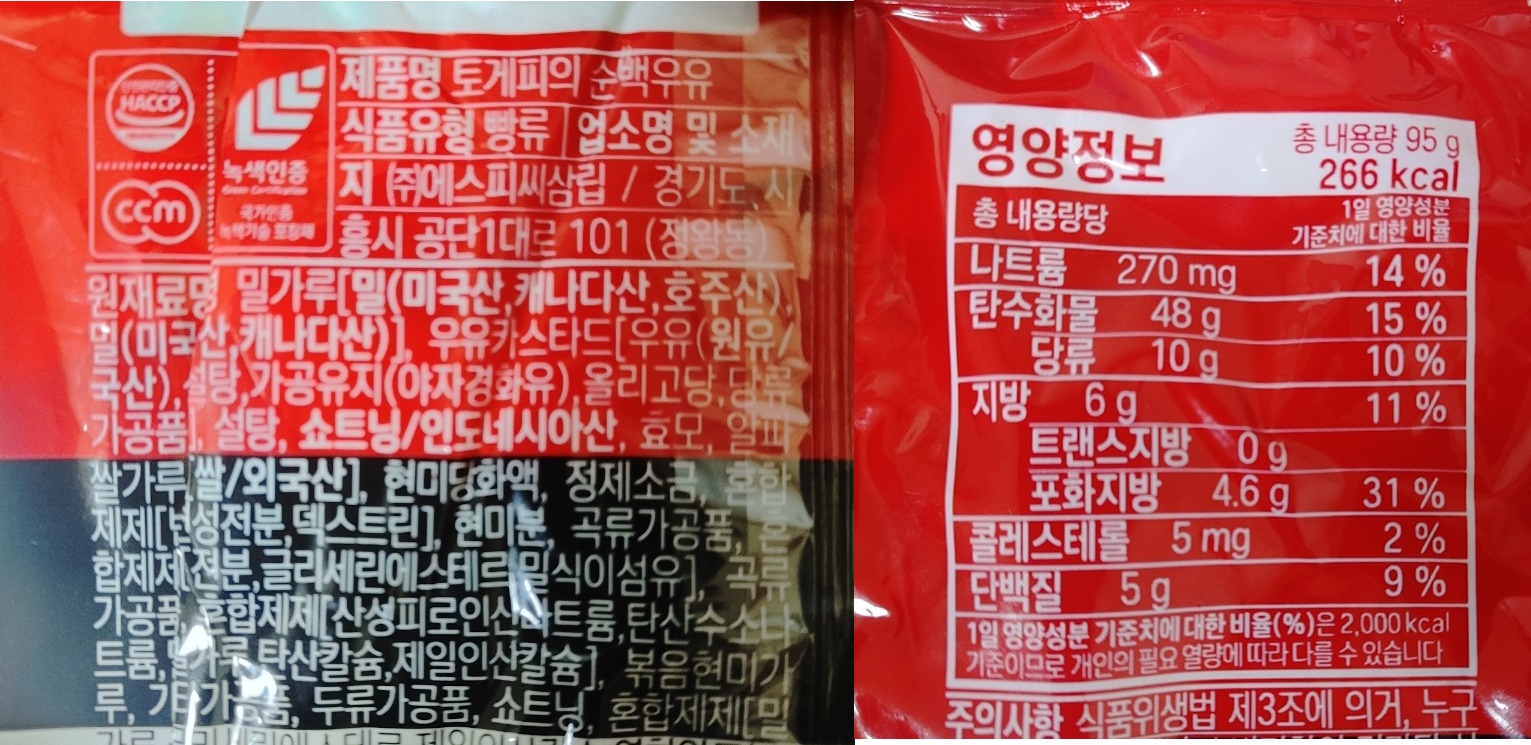 HACCP
ccm
녹색인증
Green Certification
국가인증
제품명 토게피의 순백우유
식품유형 빵류 업소명 및 소재
지 ㈜에스피씨삼립 / 경기도 시
흥시 공단1대로 101 (정왕동)
원재료명 밀가루[밀(미국산,캐나다산,호주산),
밀(미국산,캐나다산)], 우유카스타드[우유(원유/
국산),설탕,가공유지(야자경화유),올리고당,당류
가공품], 설탕, 쇼트닝/인도네시아산, 효모, 알파
쌀가루[쌀/외국산], 현미당화액, 정제소금, 혼합
제제[변성전분,덱스트린], 현미분, 곡류가공품, 혼
합제제[전분,글리세린에스테르,밀식이섬유], 곡류
가공품, 혼합제제[산성피로인산나트륨,탄산수소나
트륨,밀가루,탄산칼슘,제일인산칼슘], 볶음현미가
루, 기타가공품, 두류가공품, 쇼트닝, 혼합제제[밀
영양정보
총 내용량 95 g
266 kcal
총 내용량당
1일 영양성분
기준치에 대한 비율
나트륨 270 mg 14 %
탄수화물 48 g 15 %
당류 10 g 10 %
지방 6 g 11 %
트랜스지방 0 g
포화지방 4.6 g 31 %
콜레스테롤 5 mg 2 %
단백질 5 g 9 %
1일 영양성분 기준치에 대한 비율(%)은 2,000 kcal
기준이므로 개인의 필요 열량에 따라 다를 수 있습니다
주의사항 식품위생법 제3조에 의거, 누구